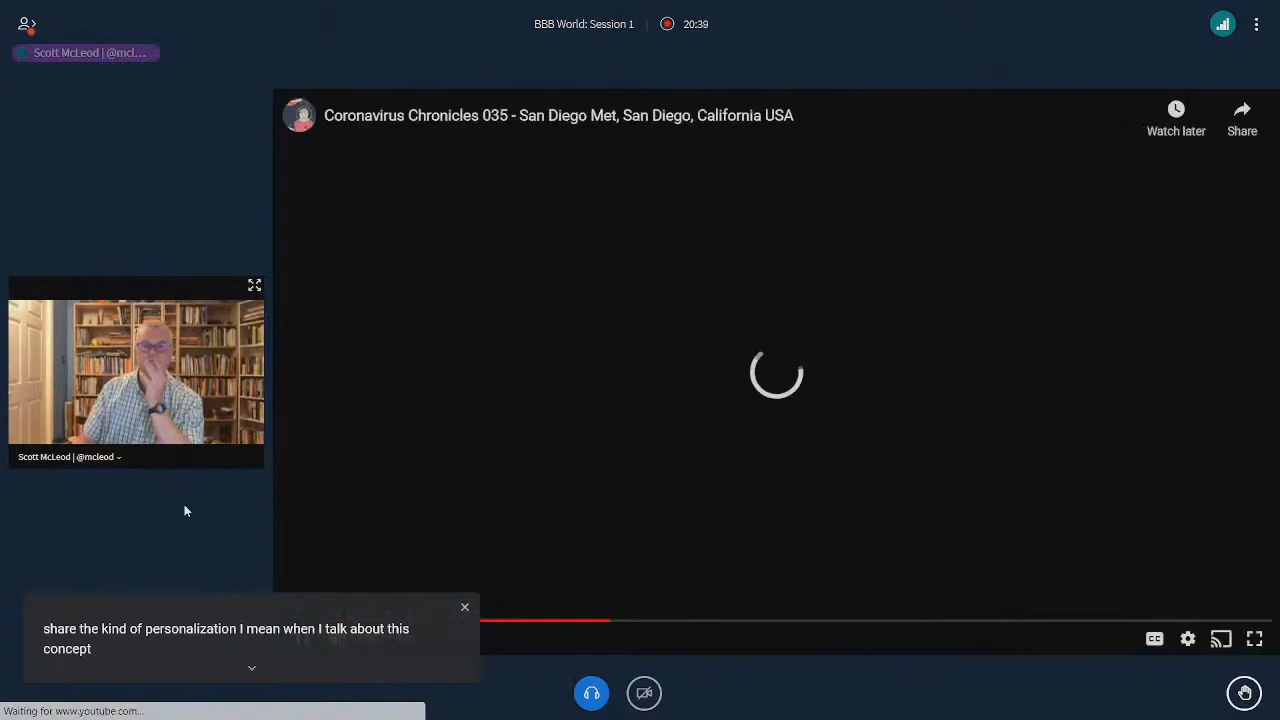 BBB World: Session 1
20:39
Scott McLeod | @mcl...
Coronavirus Chronicles 035 - San Diego Met, San Diego, California USA
Watch later
Share
Scott McLeod | @mcleod
share the kind of personalization I mean when I talk about this
concept
CC
Waiting for www.youtube.com...